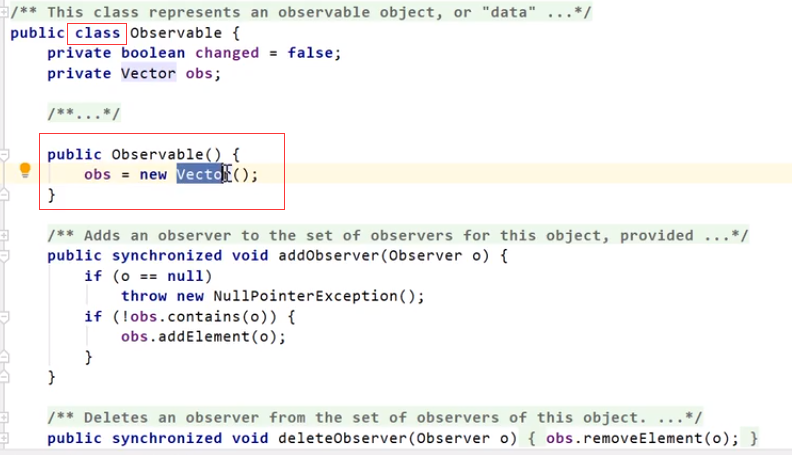 /** This class represents an observable object, or "data" ...*/
public class Observable {
private boolean changed = false;
private Vector obs;
/**...*/
public Observable() {
obs = new Vector();
}
/** Adds an observer to the set of observers for this object, provided ...*/
public synchronized void addObserver(Observer o) {
if (o == null)
throw new NullPointerException();
if (!obs.contains(o)) {
obs.addElement(o);
}
}
/** Deletes an observer from the set of observers of this object. ...*/
public synchronized void deleteObserver(Observer o) { obs.removeElement(o); }